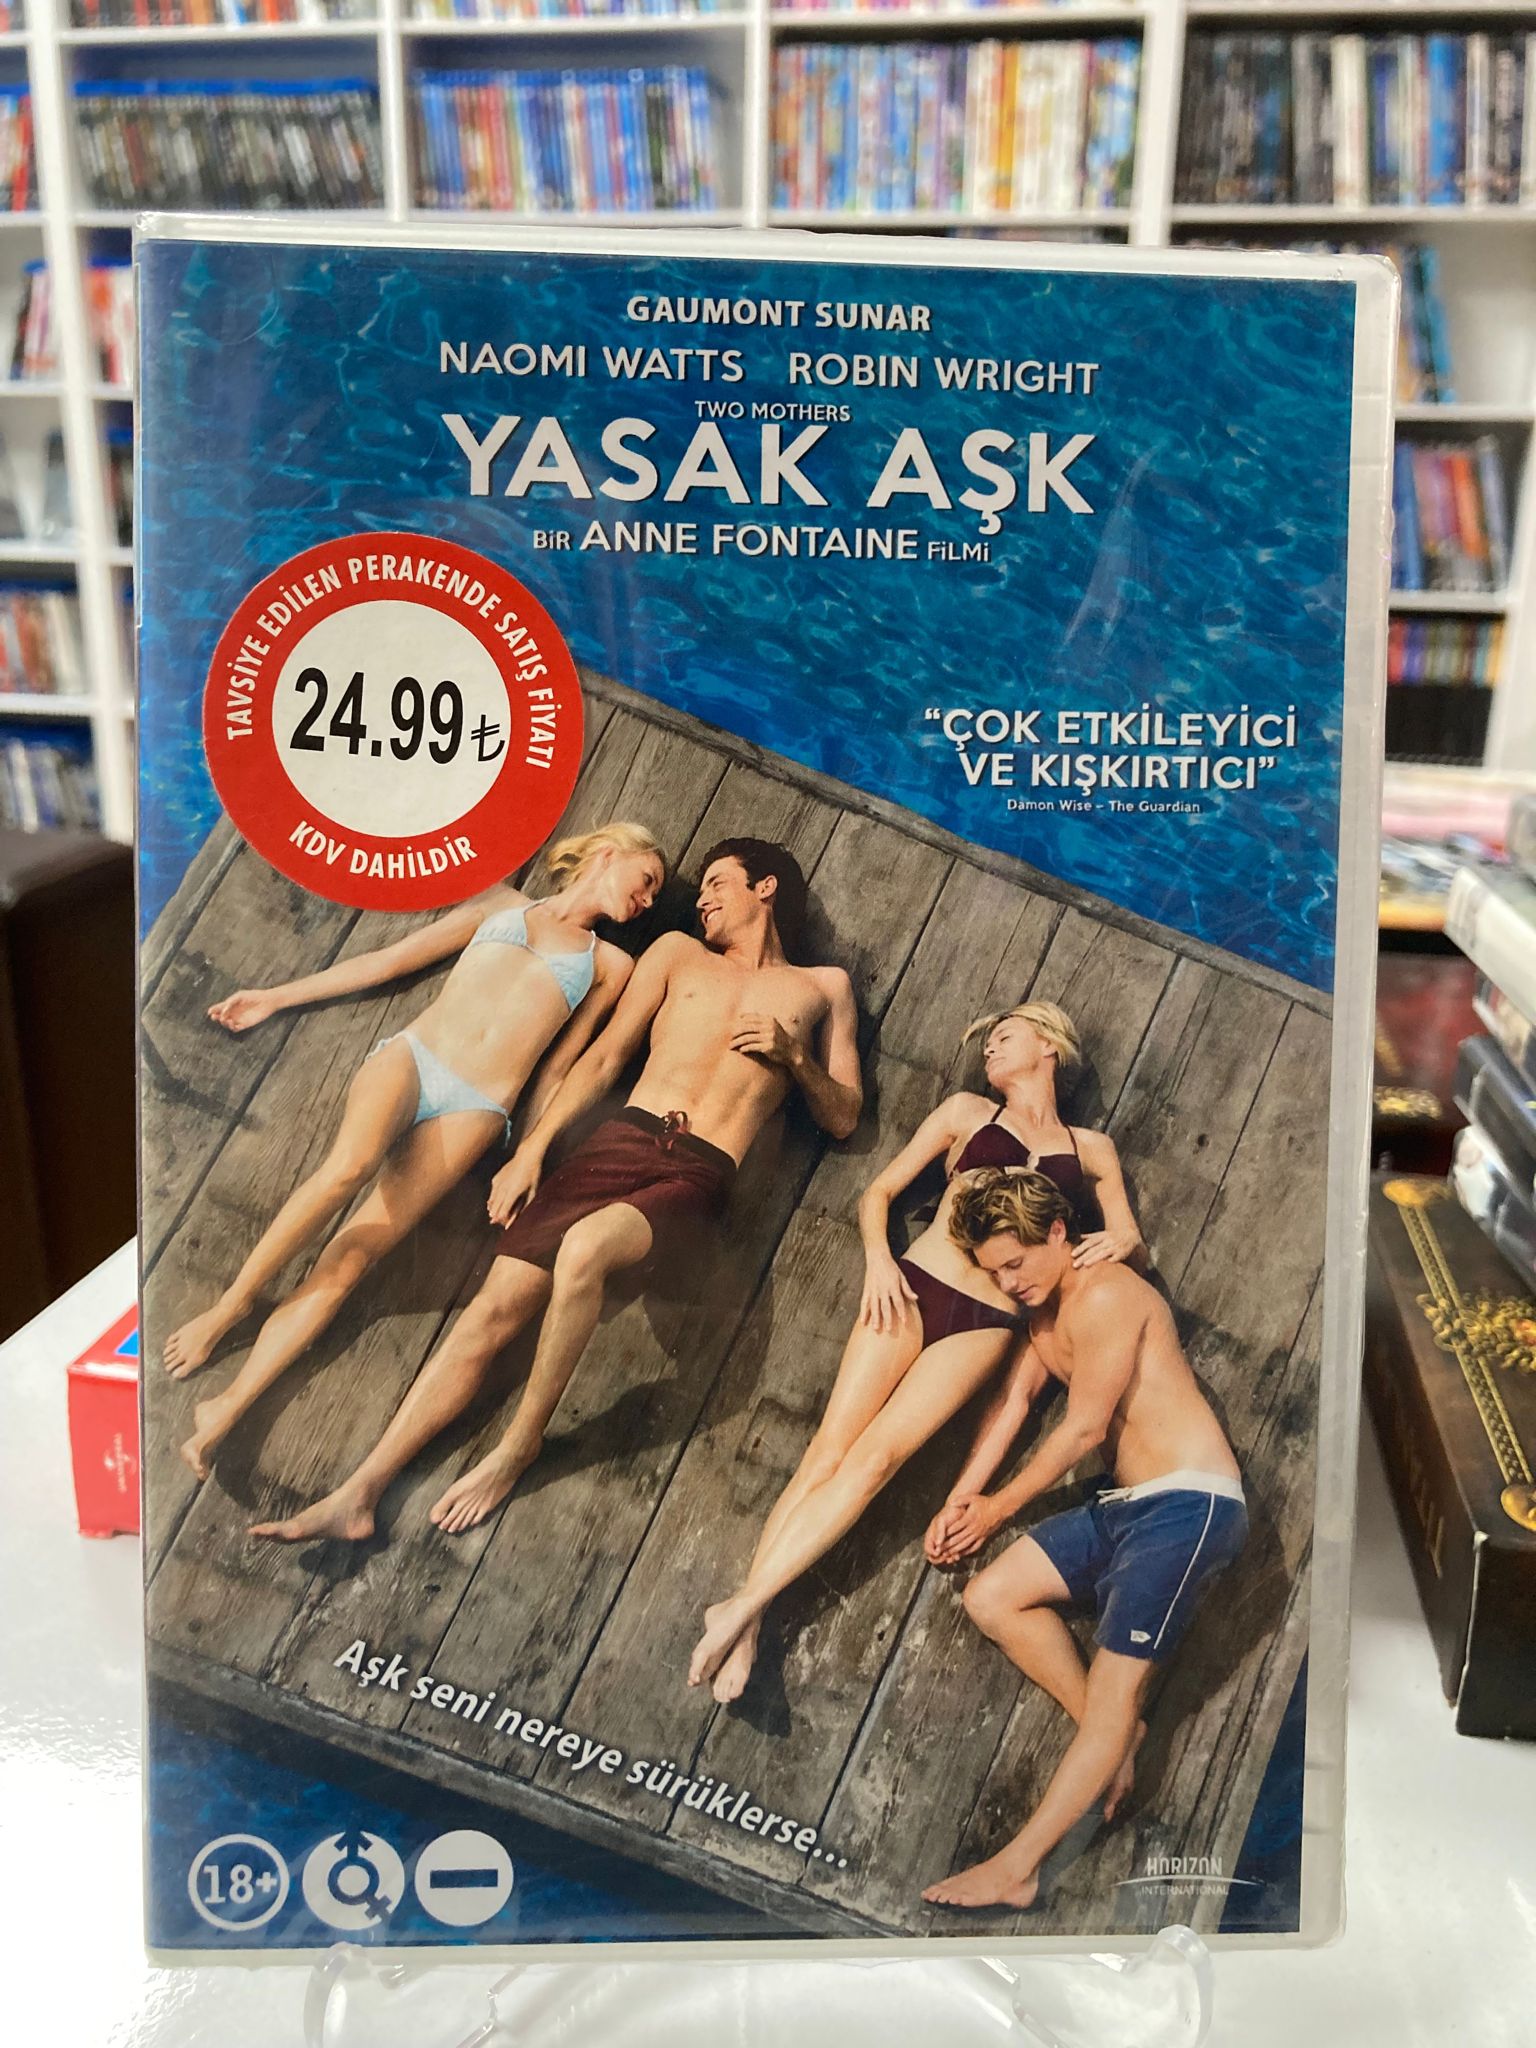 GAUMONT SUNAR
NAOMI WATTS ROBIN WRIGHT
TWO MOTHERS
YASAK AŞK
BİR ANNE FONTAINE FİLMİ
TAVSİYE EDİLEN PERAKENDE SATIŞ FİYATI
24.99₺
KDV DAHİLDİR
“ÇOK ETKİLEYİCİ
VE KIŞKIRTICI”
Damon Wise – The Guardian
Aşk seni nereye sürüklerse...
18+
HORIZON
INTERNATIONAL